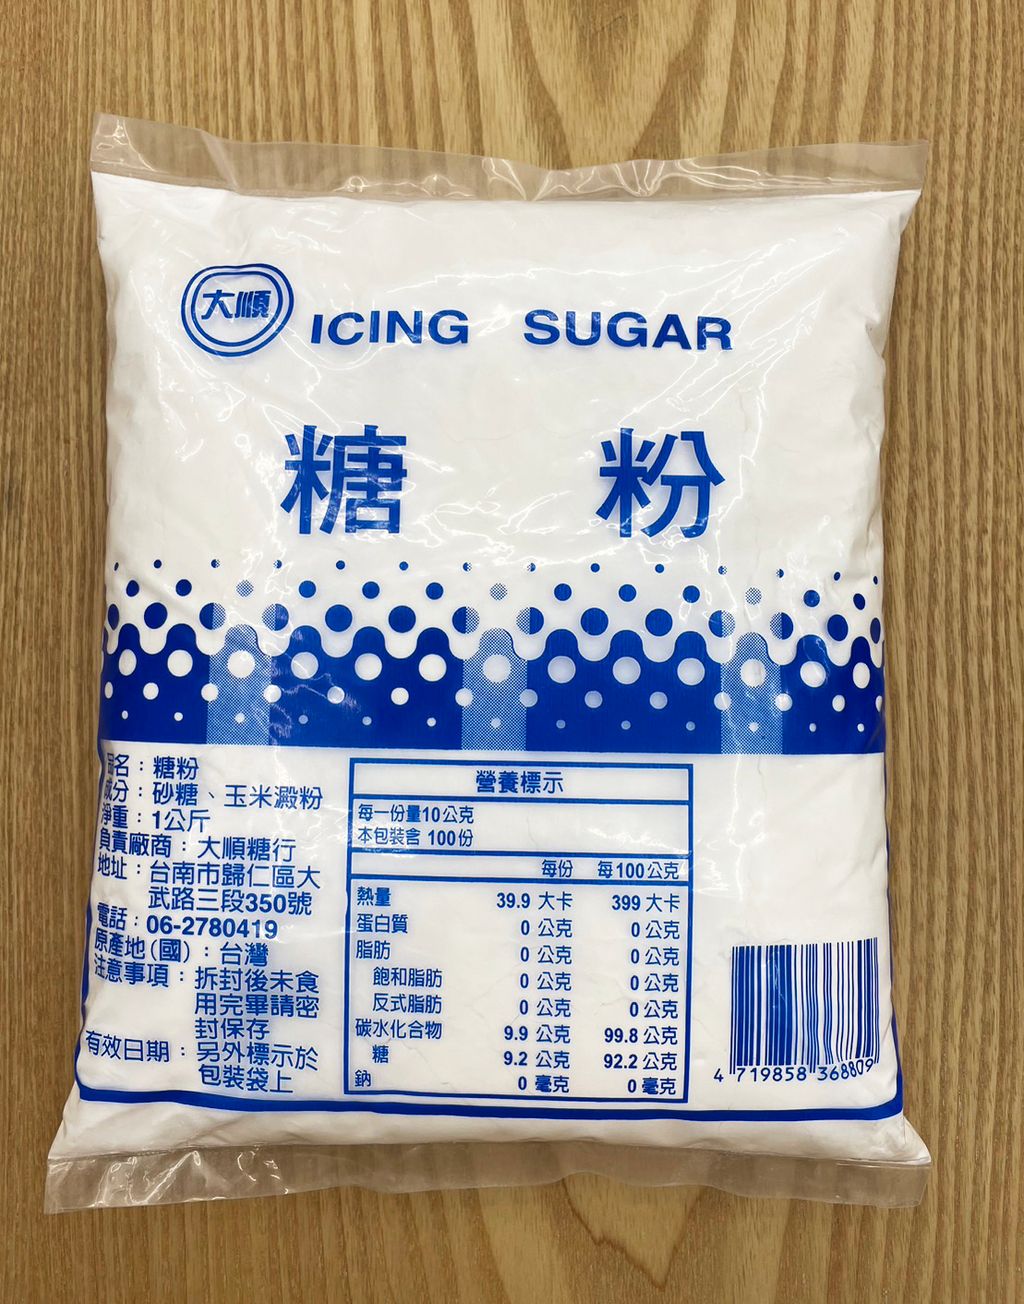 大順
ICING SUGAR
糖粉
品名：糖粉
成分：砂糖、玉米澱粉
淨重：1公斤
負責廠商：大順糖行
地址：台南市歸仁區大
武路三段350號
電話：06-2780419
原產地(國)：台灣
注意事項：拆封後未食
用完畢請密
封保存
有效日期：另外標示於
包裝袋上
營養標示
每一份量10公克
本包裝含 100份
每份 每100公克
熱量 39.9 大卡 399 大卡
蛋白質 0 公克 0 公克
脂肪 0 公克 0 公克
飽和脂肪 0 公克 0 公克
反式脂肪 0 公克 0 公克
碳水化合物 9.9 公克 99.8 公克
糖 9.2 公克 92.2 公克
鈉 0 毫克 0 毫克
4 719858 368809